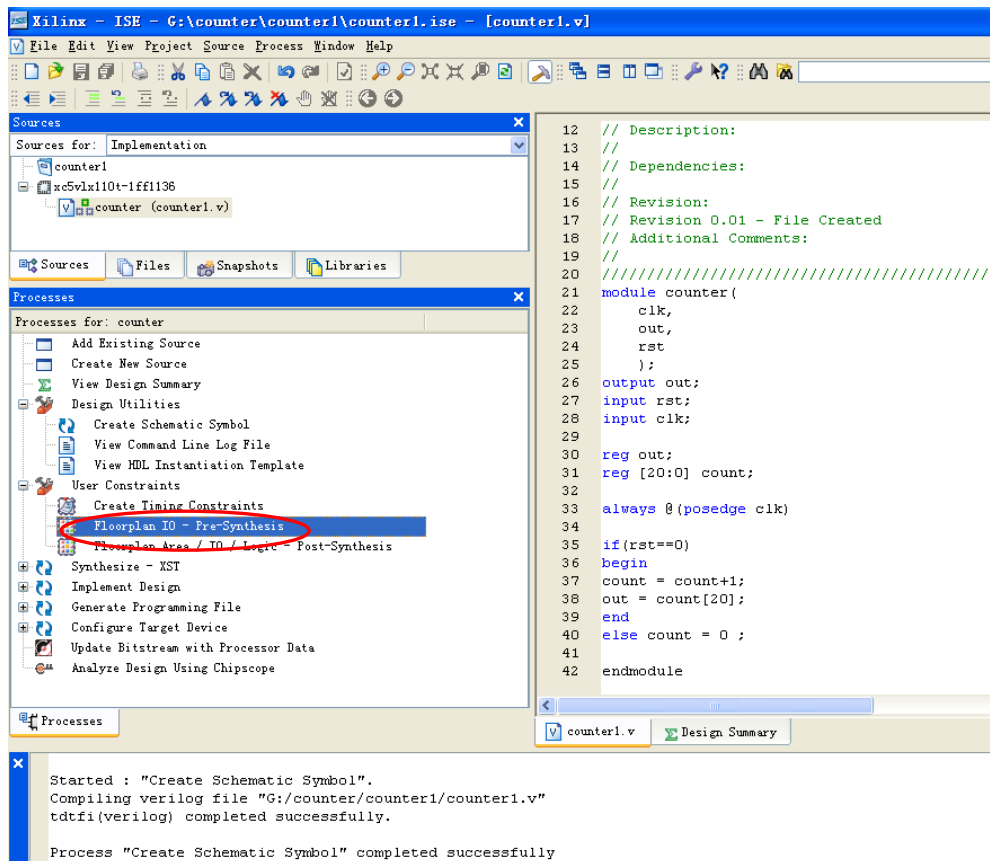 Xilinx - ISE - G:\counter\counter1\counter1.ise - [counter1.v]
File Edit View Project Source Process Window Help
Sources
Sources for: Implementation
counter1
xc5vlx110t-1ff1136
counter (counter1.v)
Sources Files Snapshots Libraries
Processes
Processes for: counter
Add Existing Source
Create New Source
View Design Summary
Design Utilities
Create Schematic Symbol
View Command Line Log File
View HDL Instantiation Template
User Constraints
Create Timing Constraints
Floorplan IO - Pre-Synthesis
Floorplan Area / IO / Logic - Post-Synthesis
Synthesize - XST
Implement Design
Generate Programming File
Configure Target Device
Update Bitstream with Processor Data
Analyze Design Using Chipscope
Processes
12 // Description:
13 //
14 // Dependencies:
15 //
16 // Revision:
17 // Revision 0.01 - File Created
18 // Additional Comments:
19 //
20 ///////////////////////////////////////////
21 module counter(
22 clk,
23 out,
24 rst
25 );
26 output out;
27 input rst;
28 input clk;
29
30 reg out;
31 reg [20:0] count;
32
33 always @(posedge clk)
34
35 if(rst==0)
36 begin
37 count = count+1;
38 out = count[20];
39 end
40 else count = 0 ;
41
42 endmodule
counter1.v Design Summary
Started : "Create Schematic Symbol".
Compiling verilog file "G:/counter/counter1/counter1.v"
tdtfi(verilog) completed successfully.
Process "Create Schematic Symbol" completed successfully